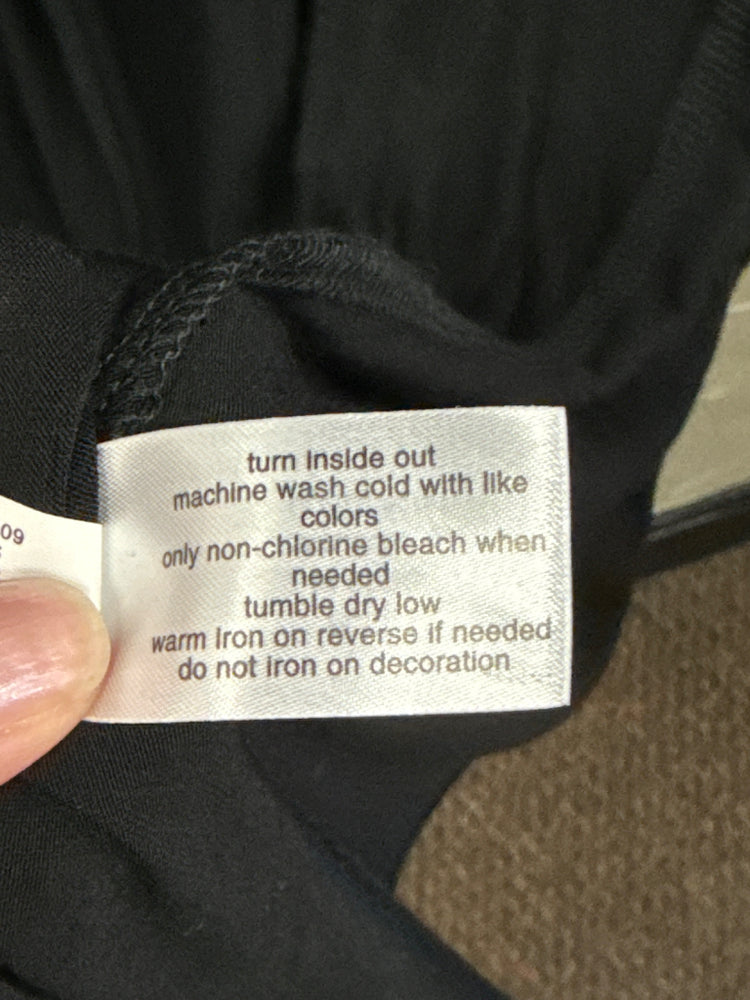 turn inside out
machine wash cold with like
colors
only non-chlorine bleach when
needed
tumble dry low
warm iron on reverse if needed
do not iron on decoration
09